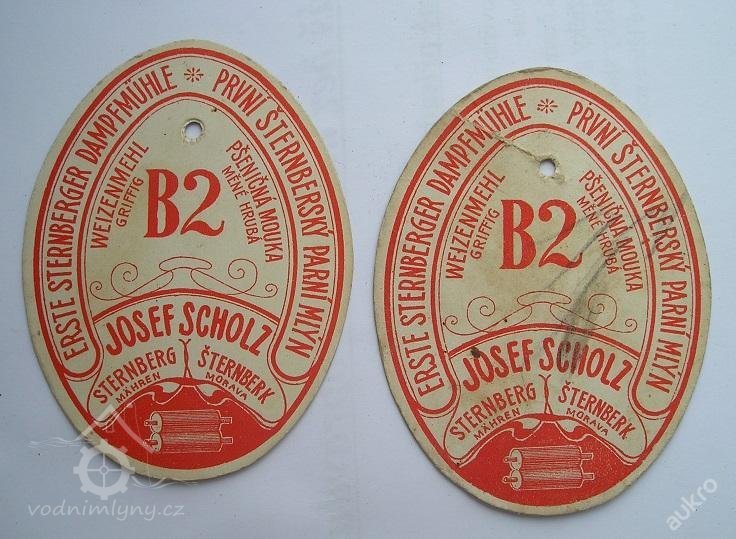 ERSTE STERNBERGER DAMPFMÜHLE ✻ PRVNÍ ŠTERNBERSKÝ PARNÍ MLÝN
WEIZENMEHL
GRIFFIG
B2
PŠENIČNÁ MOUKA
MÉNĚ HRUBÁ
JOSEF SCHOLZ
STERNBERG
MÄHREN
ŠTERNBERK
MORAVA
ERSTE STERNBERGER DAMPFMÜHLE ✻ PRVNÍ ŠTERNBERSKÝ PARNÍ MLÝN
WEIZENMEHL
GRIFFIG
B2
PŠENIČNÁ MOUKA
MÉNĚ HRUBÁ
JOSEF SCHOLZ
STERNBERG
MÄHREN
ŠTERNBERK
MORAVA
vodnimlyny.cz
aukro